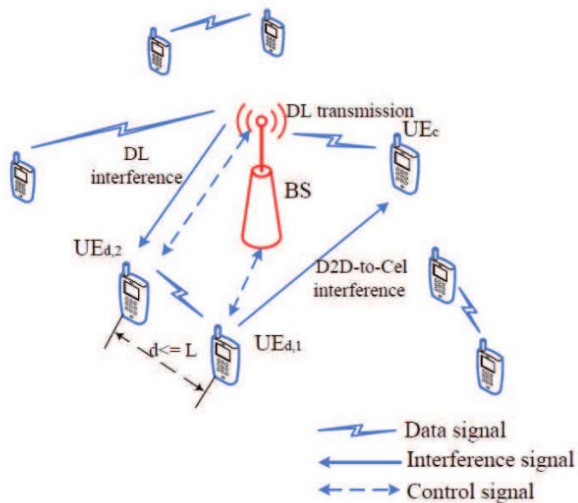 DL transmission
UEc
DL
interference
BS
UEd,2
D2D-to-Cel
interference
d<= L
UEd,1
Data signal
Interference signal
Control signal